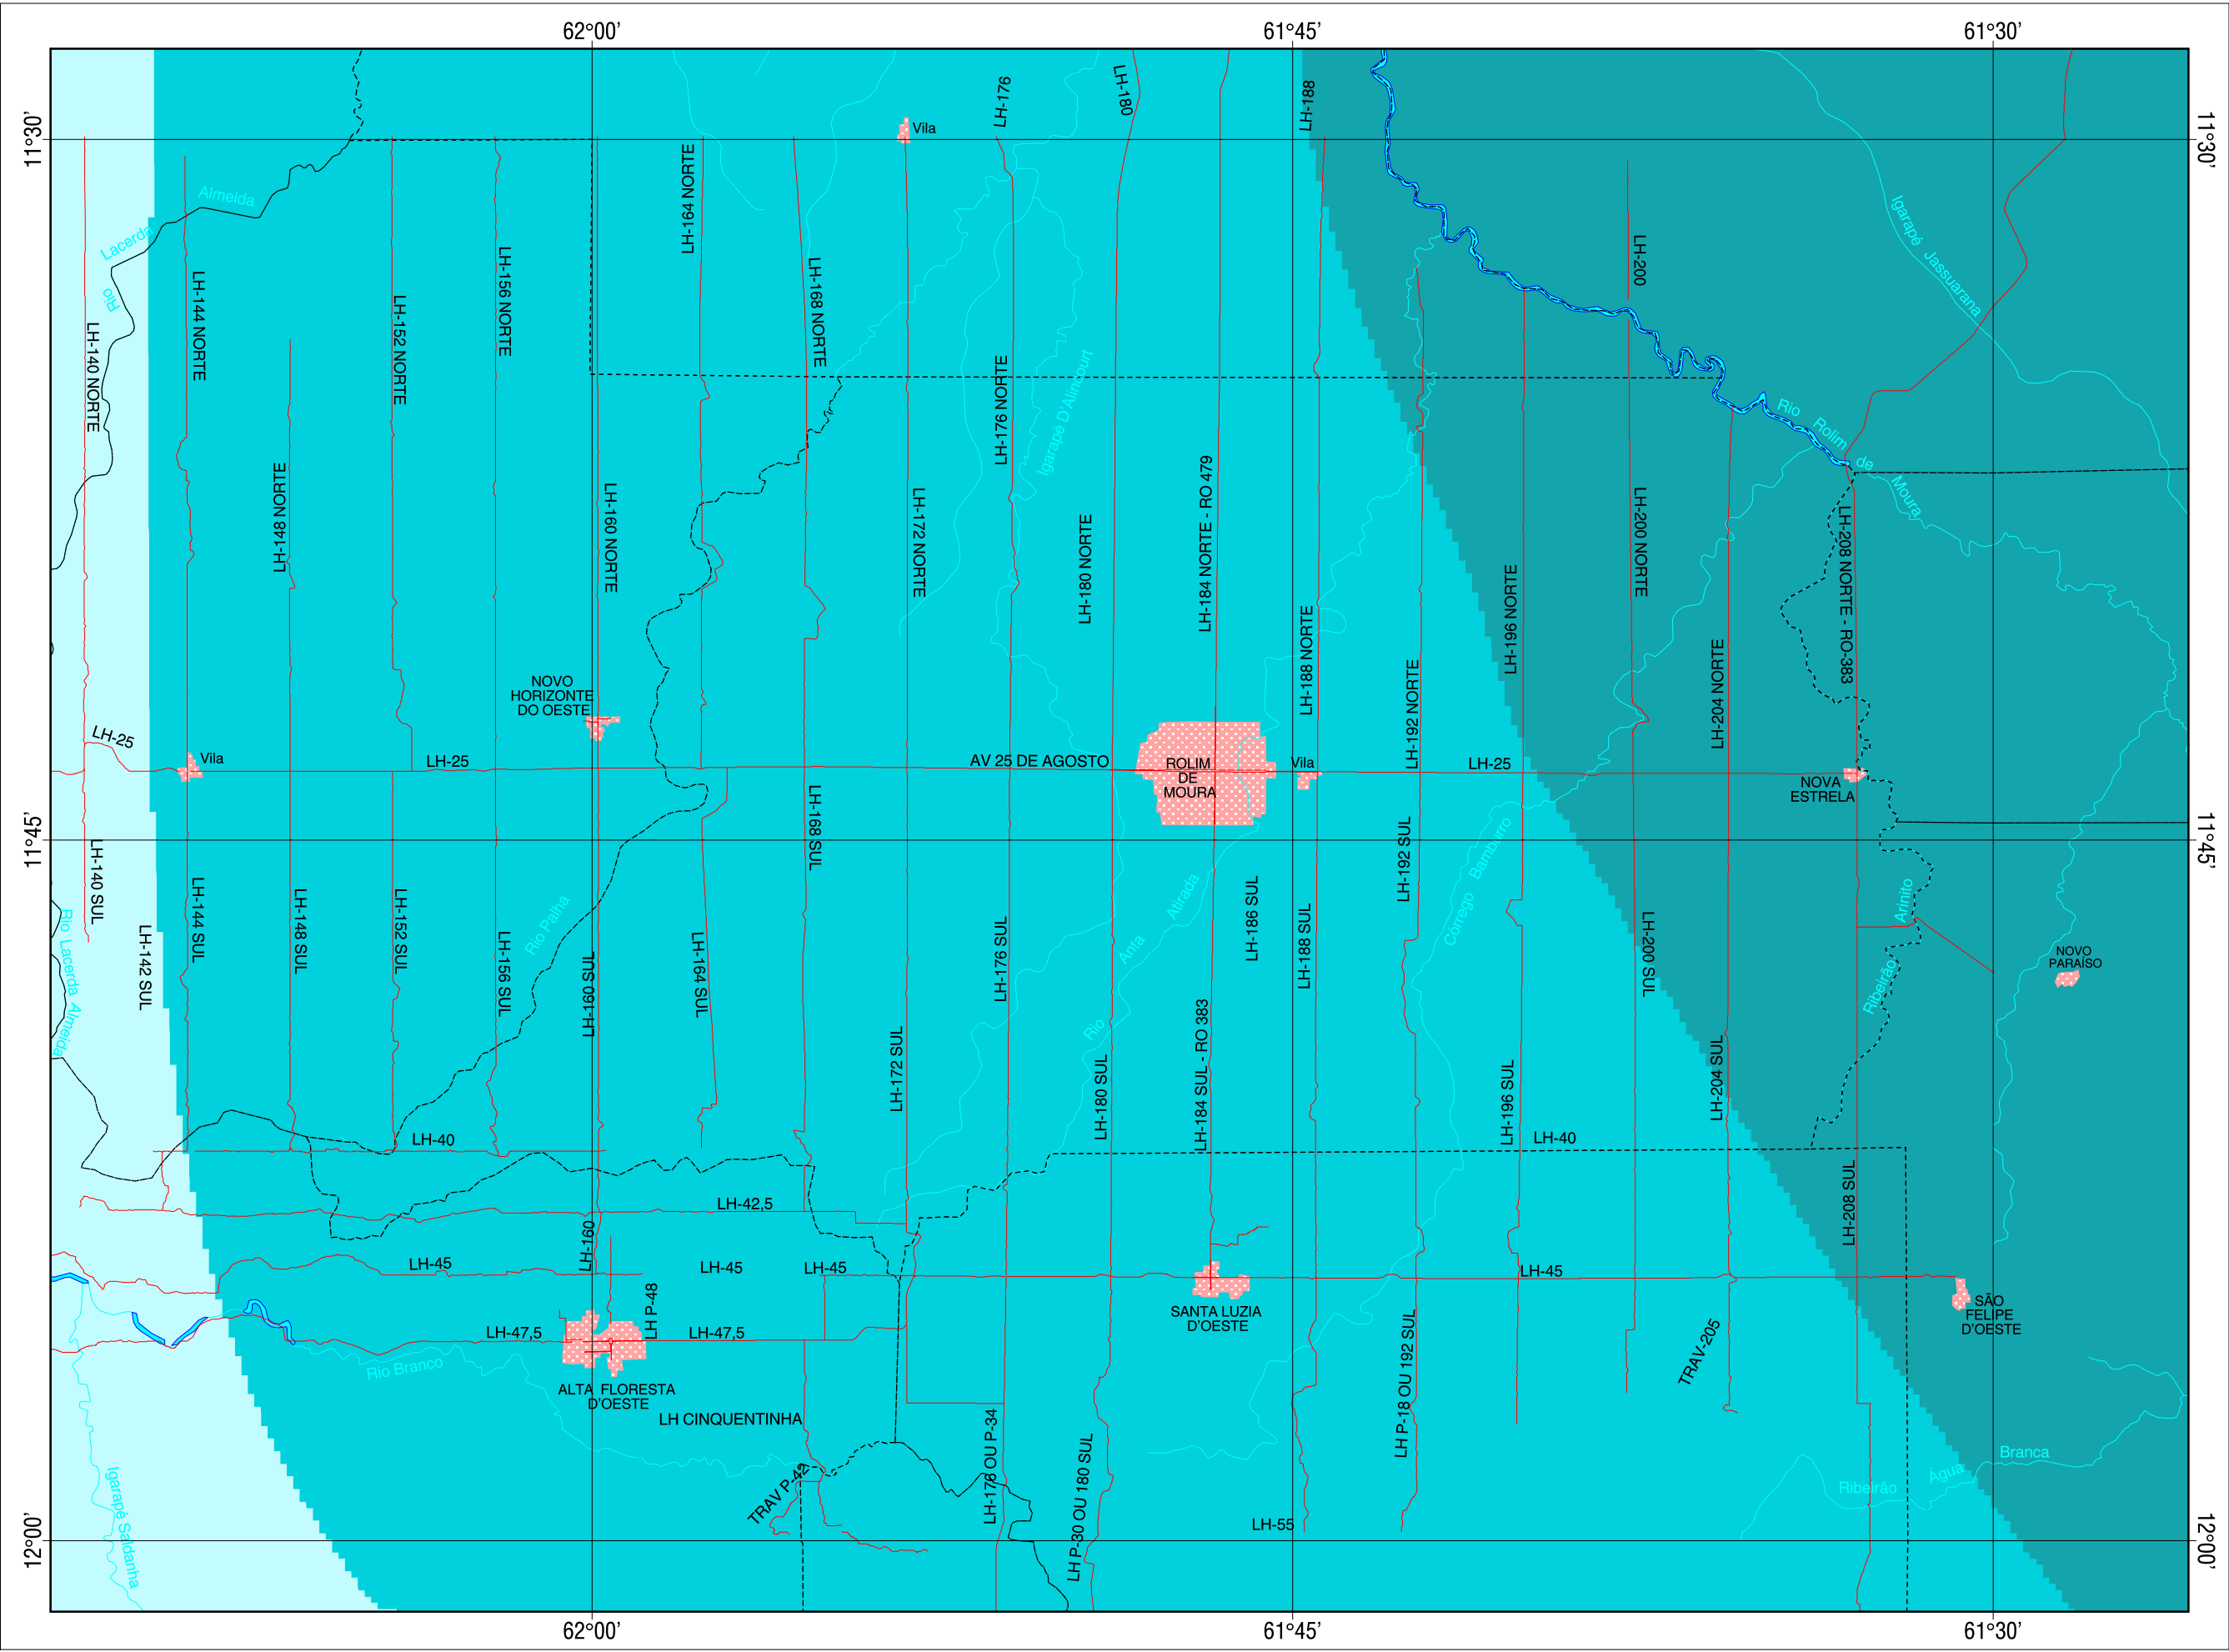 62°00'
61°45'
61°30'
11°30'
11°30'
LH-176
LH-180
LH-188
Vila
Almeida
Lacerda
Rio
LH-164 NORTE
LH-200
Igarapé Jassuarana
LH-140 NORTE
LH-144 NORTE
LH-152 NORTE
LH-156 NORTE
LH-168 NORTE
LH-176 NORTE
Igarapé D'Alincourt
Rio
Rolim
de
Moura
LH-148 NORTE
LH-160 NORTE
LH-172 NORTE
LH-180 NORTE
LH-184 NORTE - RO 479
LH-188 NORTE
LH-192 NORTE
LH-196 NORTE
LH-200 NORTE
LH-204 NORTE
LH-208 NORTE - RO-383
NOVO
HORIZONTE
DO OESTE
LH-25
Vila
LH-25
AV 25 DE AGOSTO
ROLIM
DE
MOURA
Vila
LH-25
NOVA
ESTRELA
11°45'
11°45'
LH-140 SUL
LH-142 SUL
LH-144 SUL
LH-148 SUL
LH-152 SUL
LH-156 SUL
Rio Palha
LH-160 SUL
LH-164 SUL
LH-168 SUL
LH-172 SUL
LH-176 SUL
Rio
Anta
Atirada
LH-180 SUL
LH-184 SUL - RO 383
LH-186 SUL
LH-188 SUL
LH-192 SUL
Córrego Bamburro
LH-196 SUL
LH-200 SUL
LH-204 SUL
Ribeirão
Arinito
NOVO
PARAÍSO
Rio Lacerda Almeida
LH-40
LH-40
LH-208 SUL
LH-42,5
LH-160
LH-45
LH-45
LH-45
LH-45
LH P-48
SANTA LUZIA
D'OESTE
SÃO
FELIPE
D'OESTE
LH-47,5
LH-47,5
Rio Branco
ALTA FLORESTA
D'OESTE
LH CINQUENTINHA
TRAV-205
LH P-18 OU 192 SUL
LH-176 OU P-34
LH P-30 OU 180 SUL
TRAV P-42
Igarapé Saldanha
LH-55
Ribeirão
Água
Branca
12°00'
12°00'
62°00'
61°45'
61°30'